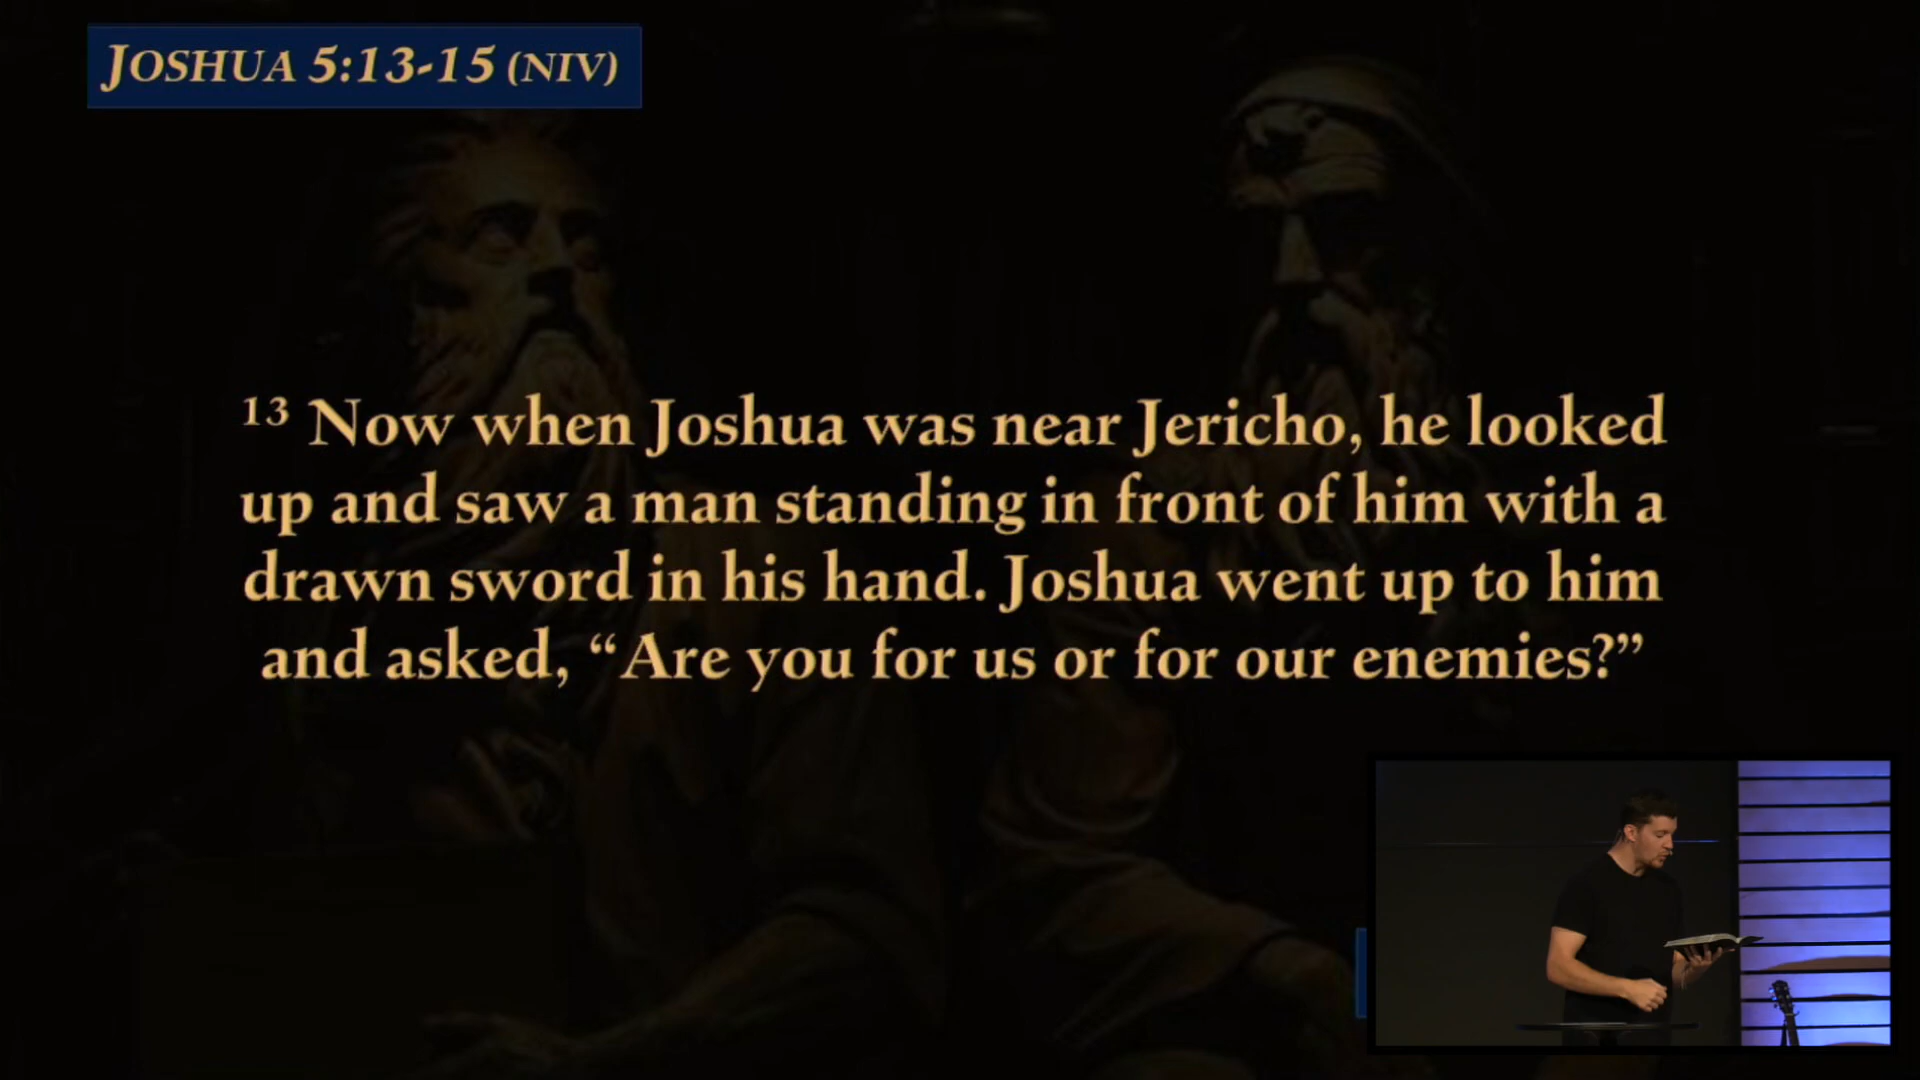 JOSHUA 5:13-15 (NIV)
13 Now when Joshua was near Jericho, he looked
up and saw a man standing in front of him with a
drawn sword in his hand. Joshua went up to him
and asked, “Are you for us or for our enemies?”